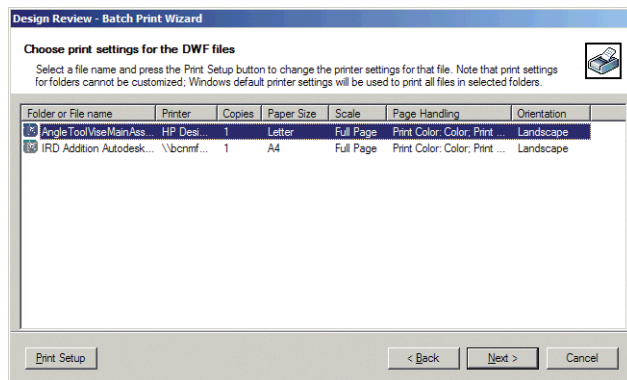 Design Review - Batch Print Wizard
Choose print settings for the DWF files
Select a file name and press the Print Setup button to change the printer settings for that file. Note that print settings
for folders cannot be customized; Windows default printer settings will be used to print all files in selected folders.
Folder or File name Printer Copies Paper Size Scale Page Handling Orientation
AngleToolViseMainAss... HP Desi... 1 Letter Full Page Print Color: Color; Print ... Landscape
IRD Addition Autodesk... \\bcnmf... 1 A4 Full Page Print Color: Color; Print ... Landscape
Print Setup < Back Next > Cancel